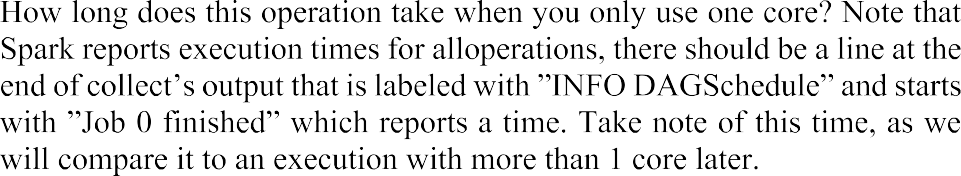 How long does this operation take when you only use one core? Note that
Spark reports execution times for alloperations, there should be a line at the
end of collect’s output that is labeled with ”INFO DAGSchedule” and starts
with ”Job 0 finished” which reports a time. Take note of this time, as we
will compare it to an execution with more than 1 core later.